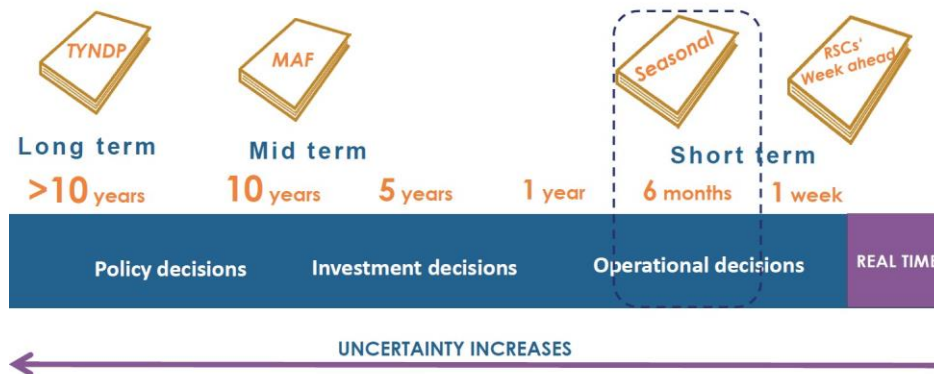 TYNDP
MAF
Seasonal
RSCs'
Week ahead
Long term
Mid term
Short term
>10 years
10 years
5 years
1 year
6 months
1 week
Policy decisions
Investment decisions
Operational decisions
REAL TIME
UNCERTAINTY INCREASES